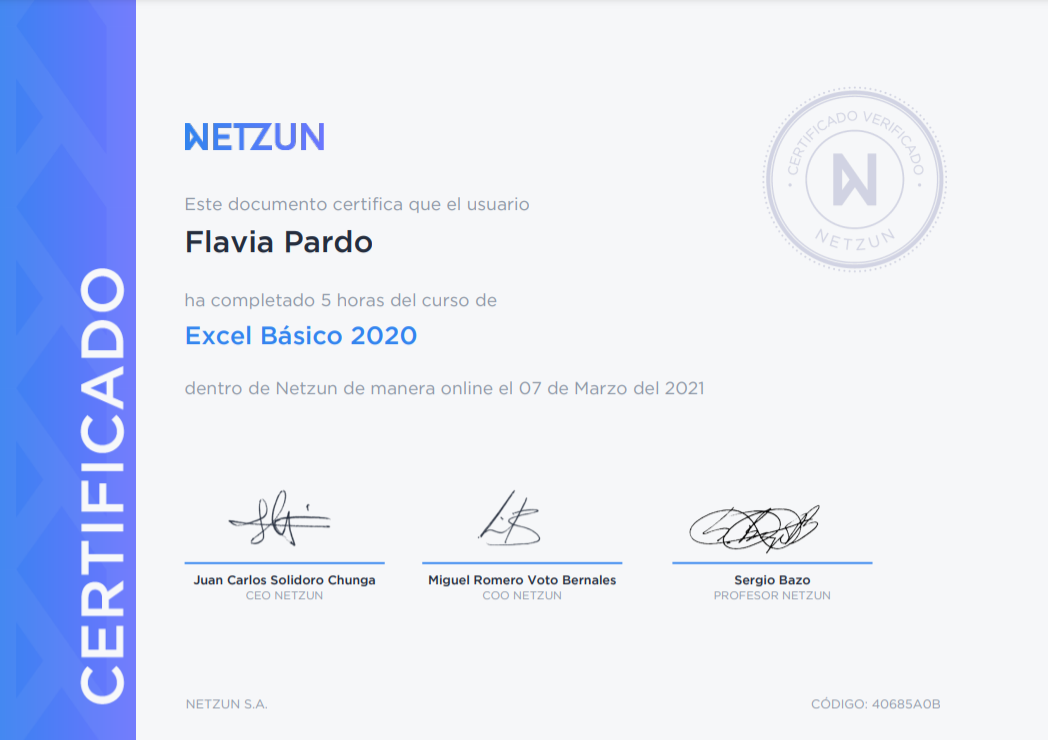 CERTIFICADO
NETZUN
CERTIFICADO VERIFICADO
NETZUN
Este documento certifica que el usuario
Flavia Pardo
ha completado 5 horas del curso de
Excel Básico 2020
dentro de Netzun de manera online el 07 de Marzo del 2021
Juan Carlos Solidoro Chunga
CEO NETZUN
Miguel Romero Voto Bernales
COO NETZUN
Sergio Bazo
PROFESOR NETZUN
NETZUN S.A.
CÓDIGO: 40685A0B